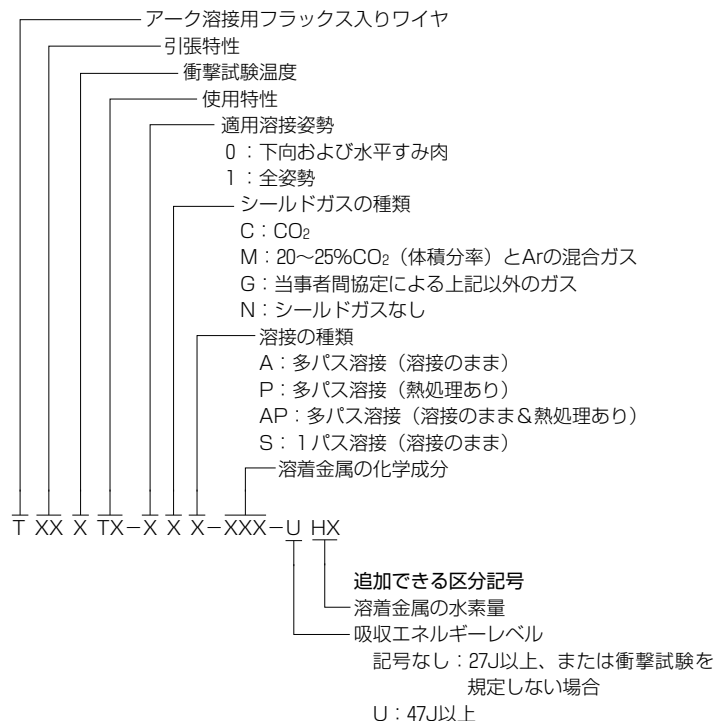 アーク溶接用フラックス入りワイヤ
引張特性
衝撃試験温度
使用特性
適用溶接姿勢
0：下向および水平すみ肉
1：全姿勢
シールドガスの種類
C：CO₂
M：20～25%CO₂（体積分率）とArの混合ガス
G：当事者間協定による上記以外のガス
N：シールドガスなし
溶接の種類
A：多パス溶接（溶接のまま）
P：多パス溶接（熱処理あり）
AP：多パス溶接（溶接のまま＆熱処理あり）
S：1パス溶接（溶接のまま）
溶着金属の化学成分
T XX X TX－X X X－XXX－U HX
追加できる区分記号
溶着金属の水素量
吸収エネルギーレベル
記号なし：27J以上、または衝撃試験を
規定しない場合
U：47J以上